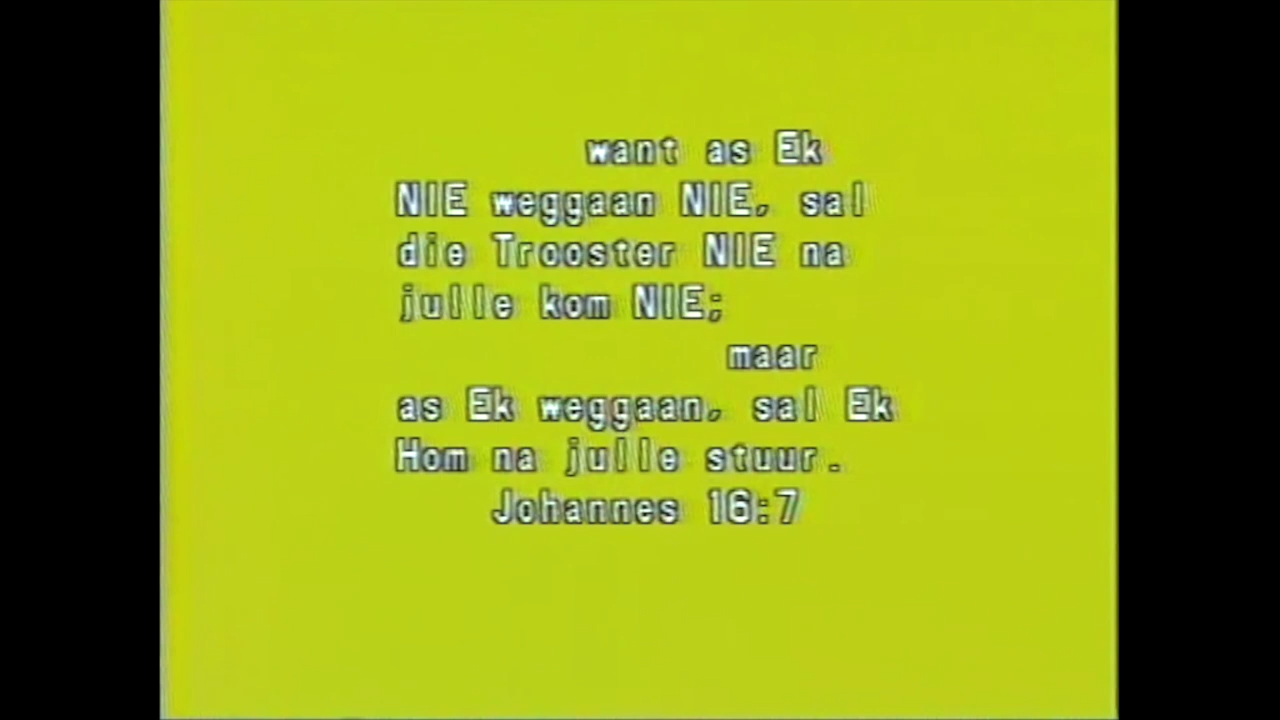 want as Ek
NIE weggaan NIE, sal
die Trooster NIE na
julle kom NIE;
maar
as Ek weggaan, sal Ek
Hom na julle stuur.
Johannes 16:7